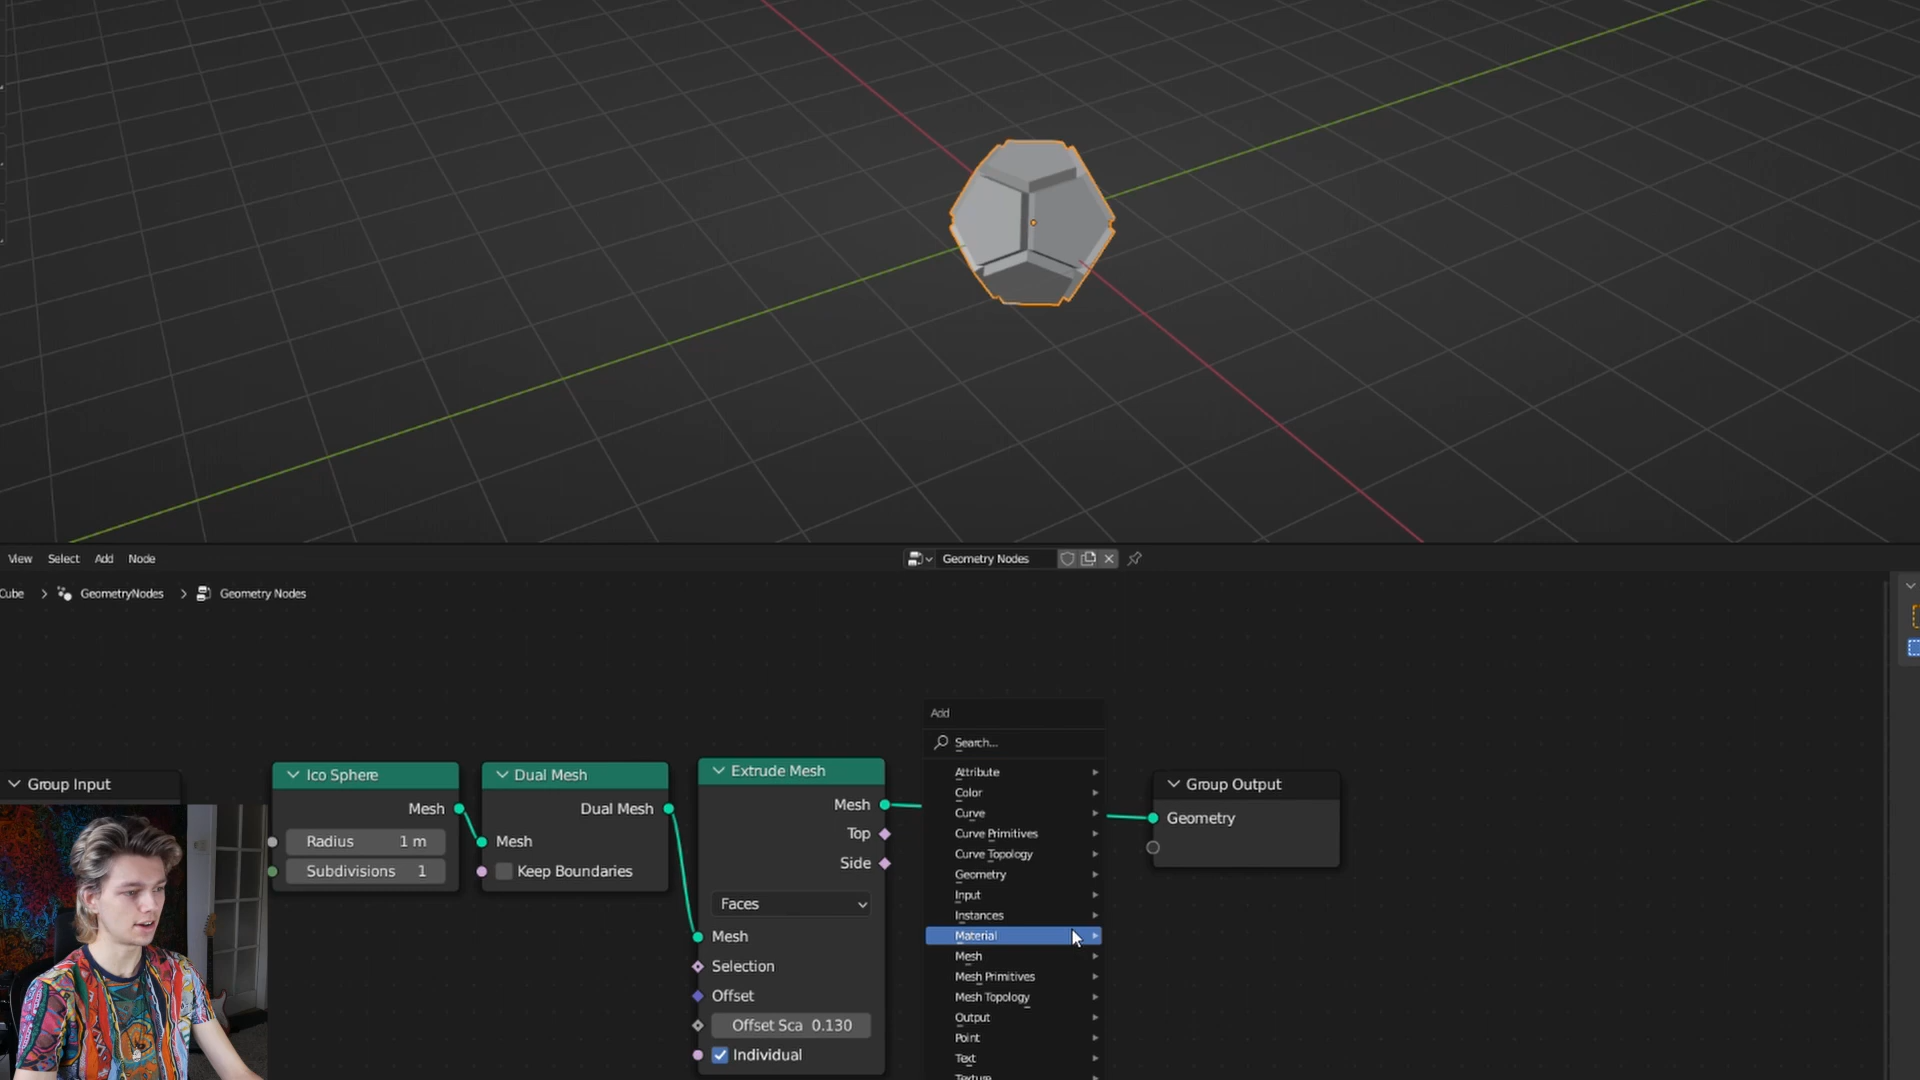 View Select Add Node
Geometry Nodes
Cube > GeometryNodes > Geometry Nodes
Group Input
Ico Sphere
Mesh
Radius 1 m
Subdivisions 1
Dual Mesh
Dual Mesh
Mesh
Keep Boundaries
Extrude Mesh
Mesh
Top
Side
Faces
Mesh
Selection
Offset
Offset Sca 0.130
Individual
Add
Search...
Attribute
Color
Curve
Curve Primitives
Curve Topology
Geometry
Input
Instances
Material
Mesh
Mesh Primitives
Mesh Topology
Output
Point
Text
Texture
Group Output
Geometry